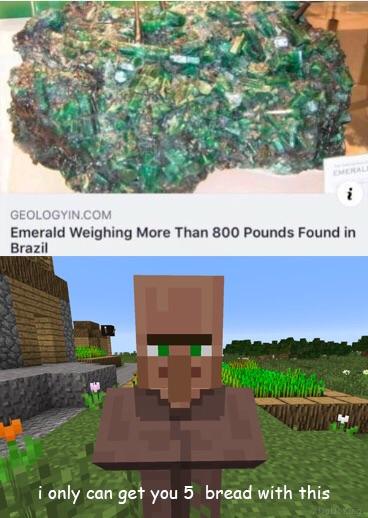 EMERAL
GEOLOGYIN.COM
Emerald Weighing More Than 800 Pounds Found in
Brazil
i only can get you 5 bread with this